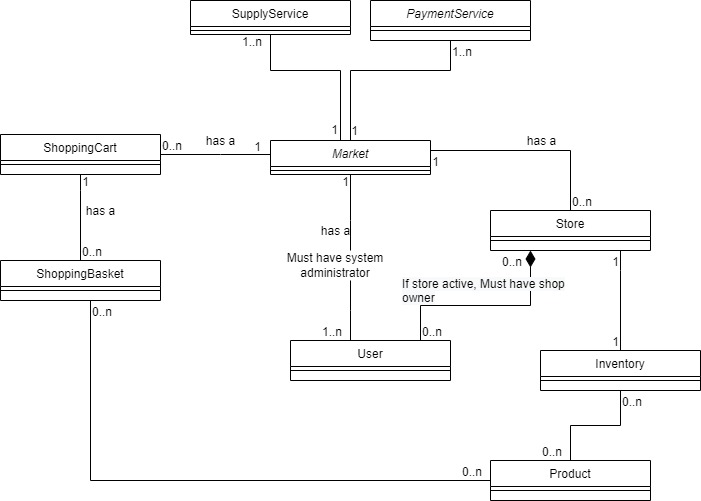 SupplyService
PaymentService
1..n
1..n
1
1
ShoppingCart
0..n
has a
1
Market
1
has a
1
1
0..n
has a
has a
Store
Must have system
administrator
0..n
0..n
1
ShoppingBasket
If store active, Must have shop
owner
0..n
1..n
0..n
1
User
Inventory
0..n
0..n
0..n
Product